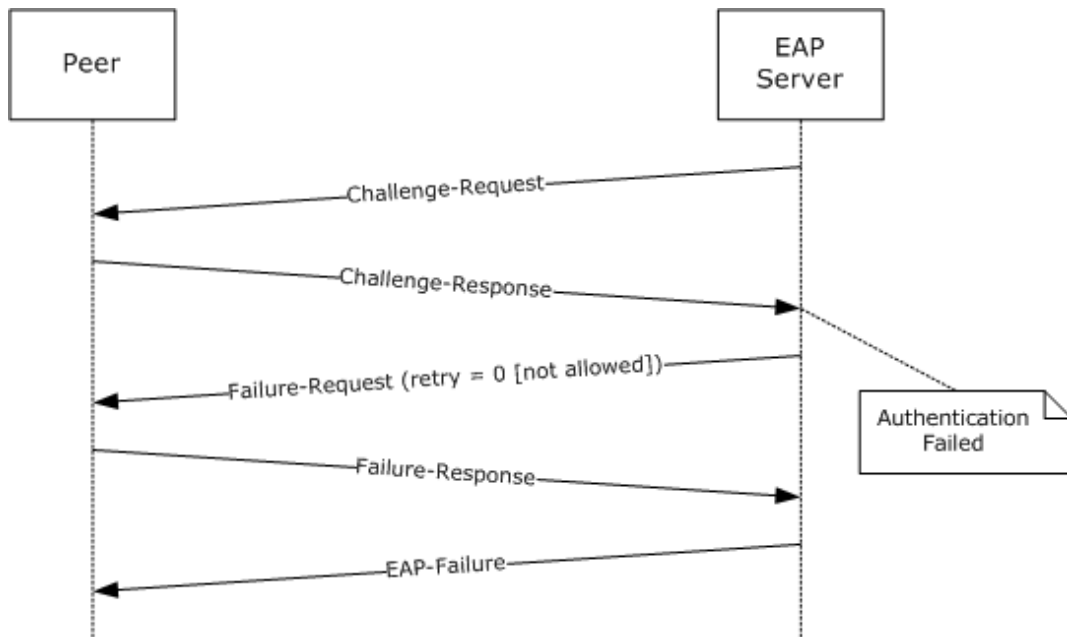 Peer
EAP
Server
Challenge-Request
Challenge-Response
Failure-Request (retry = 0 [not allowed])
Authentication
Failed
Failure-Response
EAP-Failure